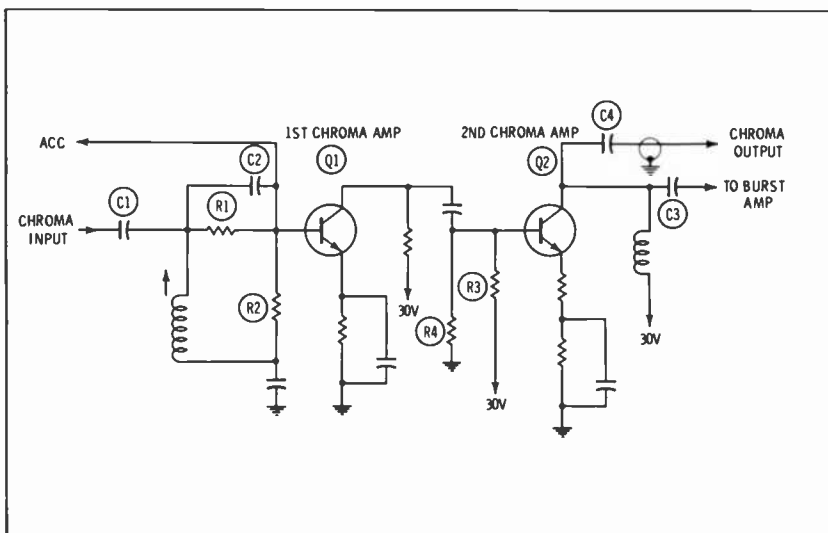 ACC
1ST CHROMA AMP
2ND CHROMA AMP
C4
CHROMA
OUTPUT
C2
Q1
Q2
TO BURST
AMP
C1
R1
C3
CHROMA
INPUT
R2
30V
R3
R4
30V
30V